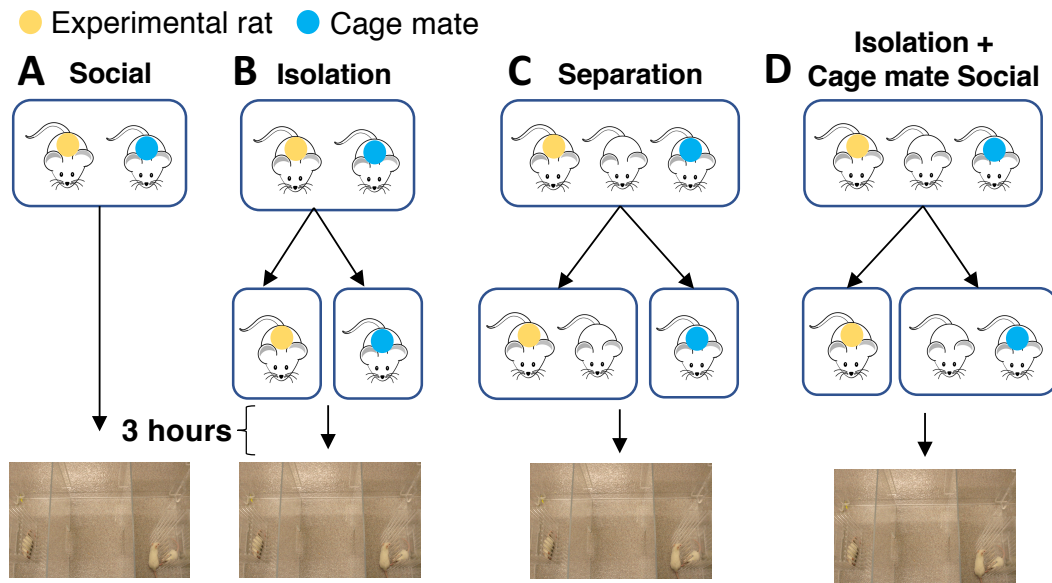 Experimental rat Cage mate
A Social
B Isolation
C Separation
D Isolation +
Cage mate Social
3 hours